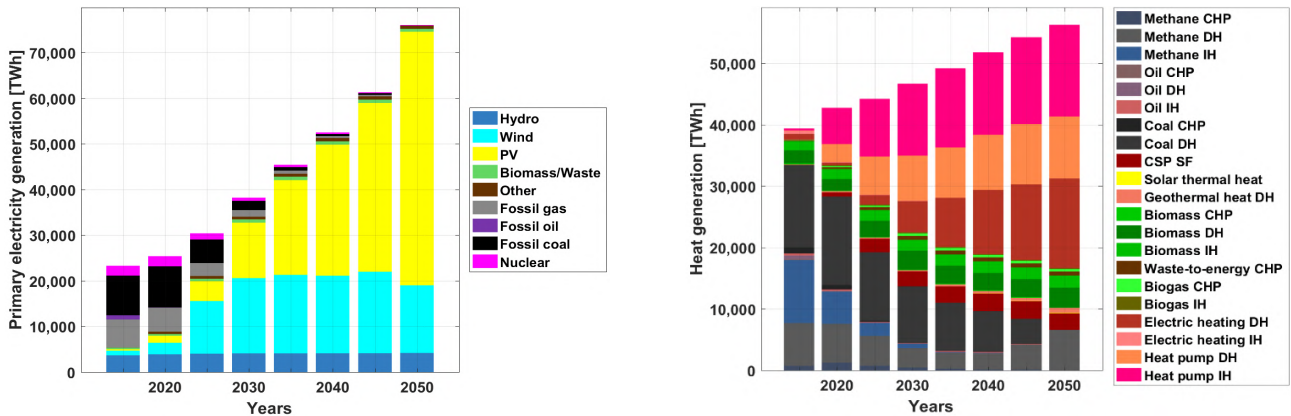 Primary electricity generation [TWh]
70,000
60,000
50,000
40,000
30,000
20,000
10,000
0
2020
2030
2040
2050
Years
Hydro
Wind
PV
Biomass/Waste
Other
Fossil gas
Fossil oil
Fossil coal
Nuclear
Heat generation [TWh]
50,000
40,000
30,000
20,000
10,000
0
2020
2030
2040
2050
Years
Methane CHP
Methane DH
Methane IH
Oil CHP
Oil DH
Oil IH
Coal CHP
Coal DH
CSP SF
Solar thermal heat
Geothermal heat DH
Biomass CHP
Biomass DH
Biomass IH
Waste-to-energy CHP
Biogas CHP
Biogas IH
Electric heating DH
Electric heating IH
Heat pump DH
Heat pump IH